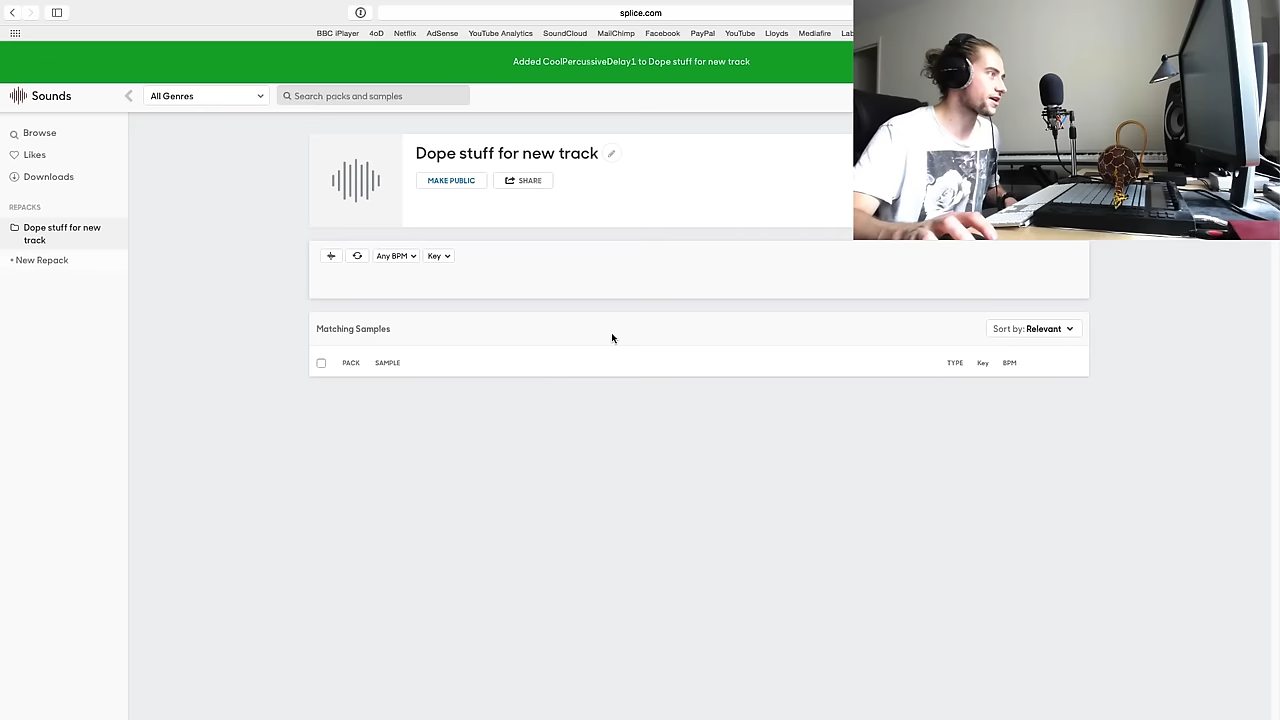 splice.com
BBC iPlayer 4oD Netflix AdSense YouTube Analytics SoundCloud MailChimp Facebook PayPal YouTube Lloyds Mediafire
Added CoolPercussiveDelay1 to Dope stuff for new track
Sounds
All Genres
Search packs and samples
Browse
Likes
Downloads
REPACKS
Dope stuff for new
track
+ New Repack
Dope stuff for new track
MAKE PUBLIC
SHARE
Any BPM
Key
Matching Samples
Sort by: Relevant
PACK SAMPLE TYPE Key BPM